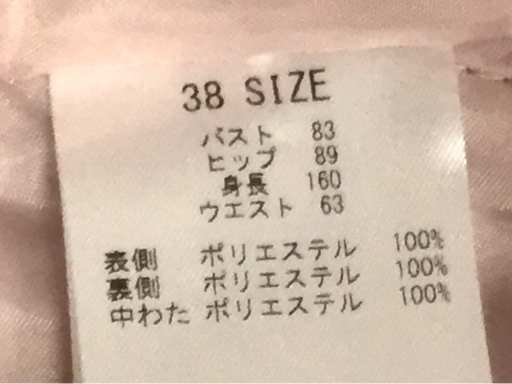 38 SIZE
バスト 83
ヒップ 89
身長 160
ウエスト 63
表側 ポリエステル 100%
裏側 ポリエステル 100%
中わた ポリエステル 100%